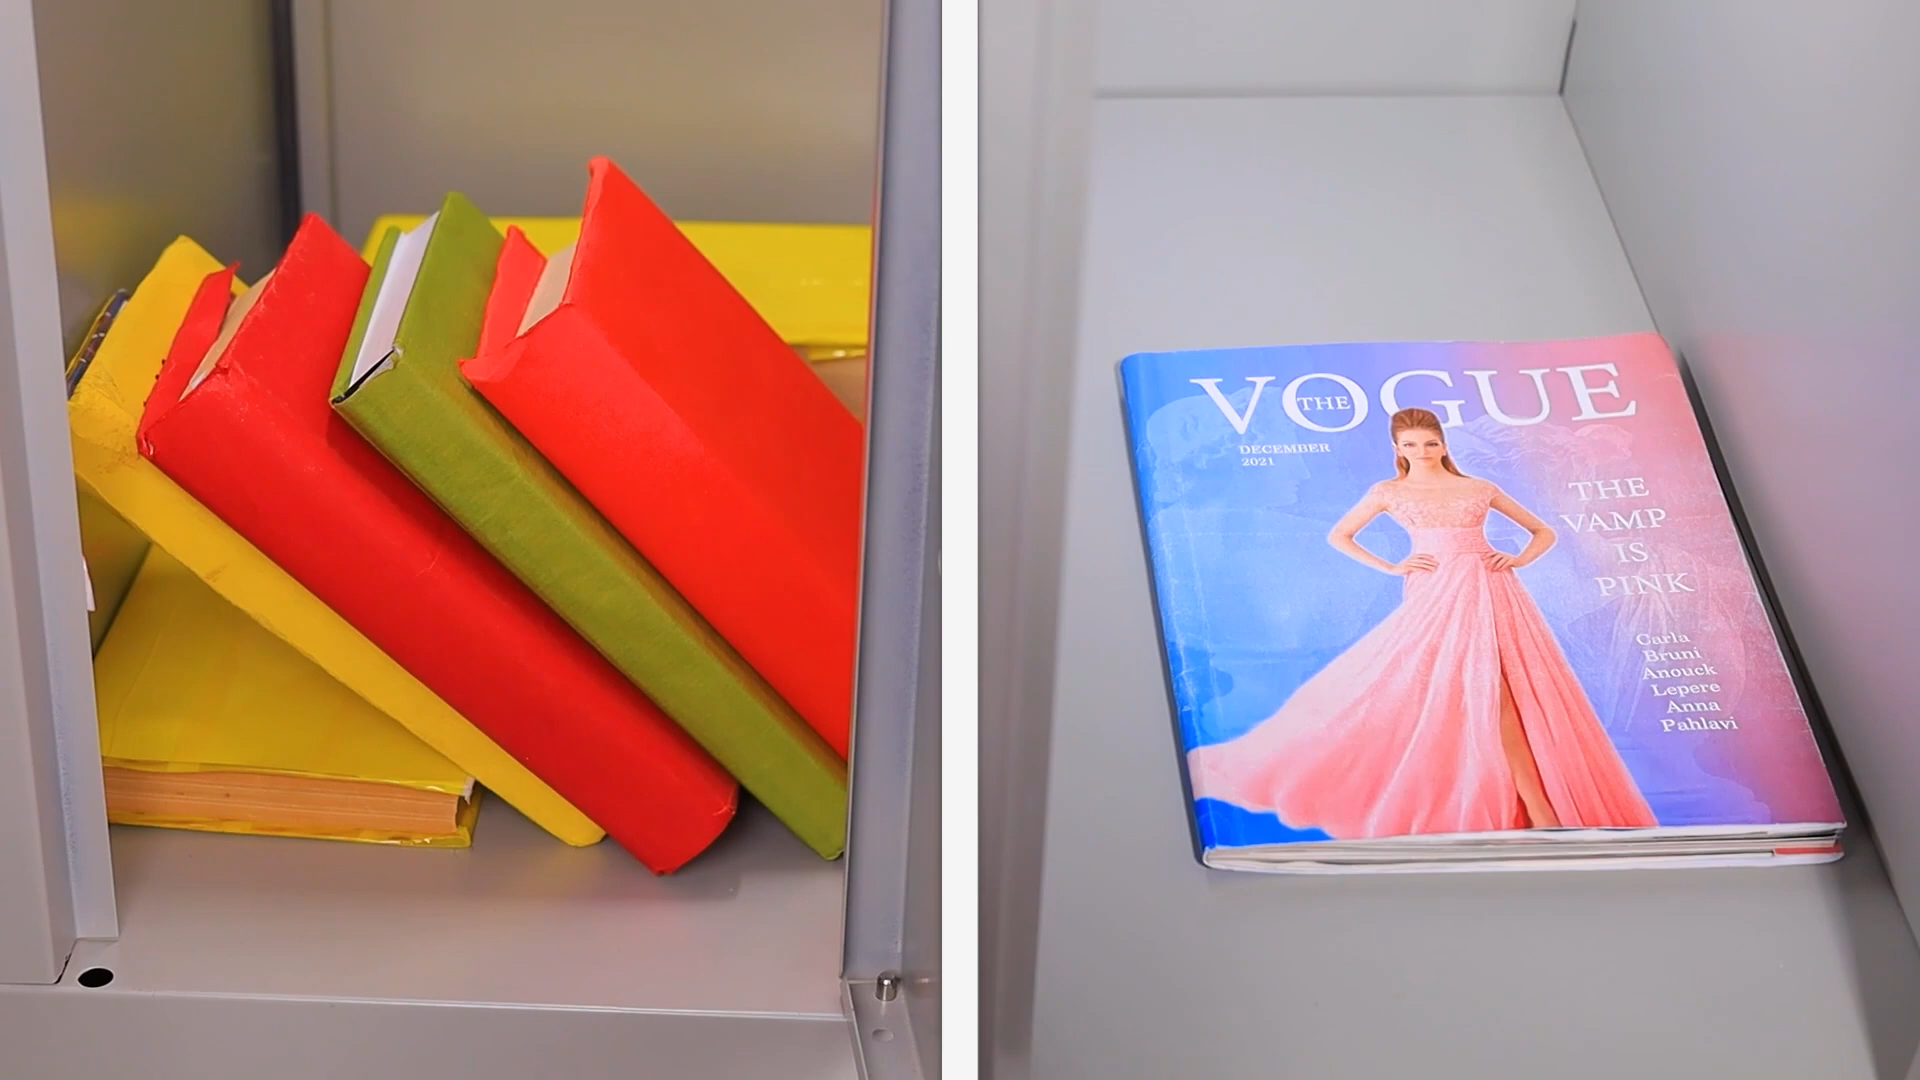 VOGUE
THE
DECEMBER
2021
THE
VAMP
IS
PINK
Carla
Bruni
Anouck
Lepere
Anna
Pahlavi